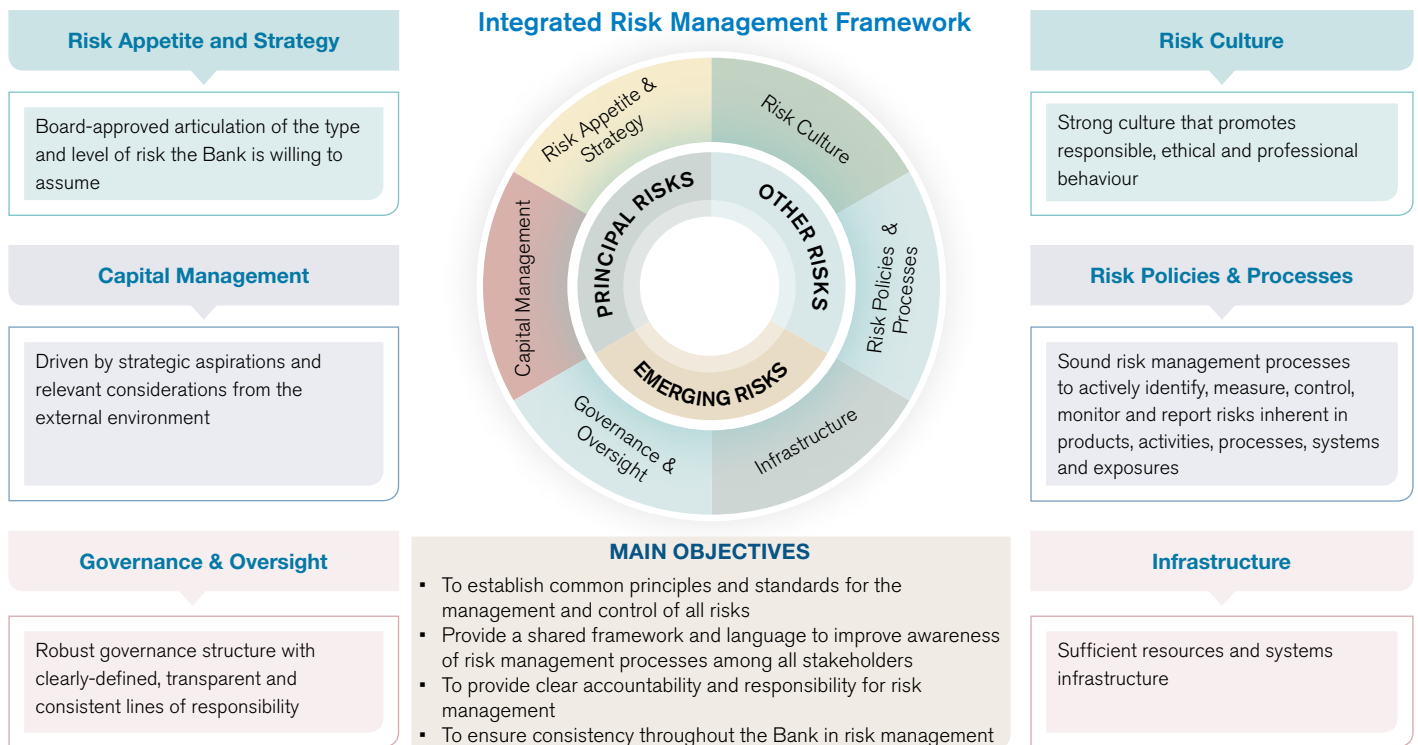 Integrated Risk Management Framework
Risk Appetite and Strategy
Board-approved articulation of the type
and level of risk the Bank is willing to
assume
Capital Management
Driven by strategic aspirations and
relevant considerations from the
external environment
Governance & Oversight
Robust governance structure with
clearly-defined, transparent and
consistent lines of responsibility
Risk Appetite &
Strategy
Risk Culture
Risk Policies &
Processes
Infrastructure
Governance &
Oversight
Capital Management
PRINCIPAL RISKS
OTHER RISKS
EMERGING RISKS
MAIN OBJECTIVES
▪ To establish common principles and standards for the
management and control of all risks
▪ Provide a shared framework and language to improve awareness
of risk management processes among all stakeholders
▪ To provide clear accountability and responsibility for risk
management
▪ To ensure consistency throughout the Bank in risk management
Risk Culture
Strong culture that promotes
responsible, ethical and professional
behaviour
Risk Policies & Processes
Sound risk management processes
to actively identify, measure, control,
monitor and report risks inherent in
products, activities, processes, systems
and exposures
Infrastructure
Sufficient resources and systems
infrastructure